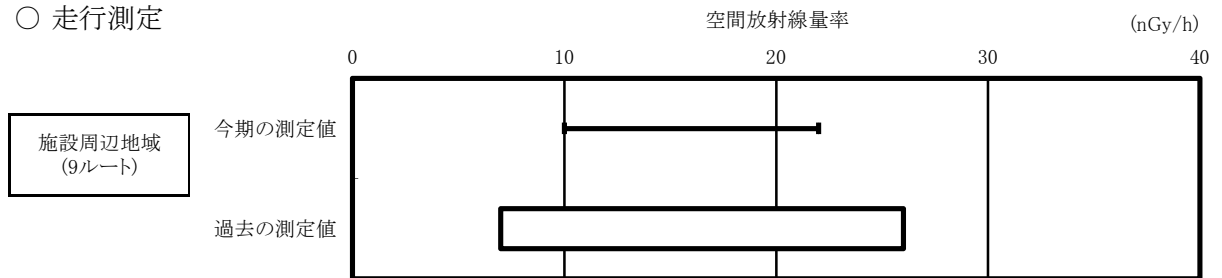 ○ 走行測定
空間放射線量率
(nGy/h)
0 10 20 30 40
施設周辺地域
(9ルート)
今期の測定値
過去の測定値